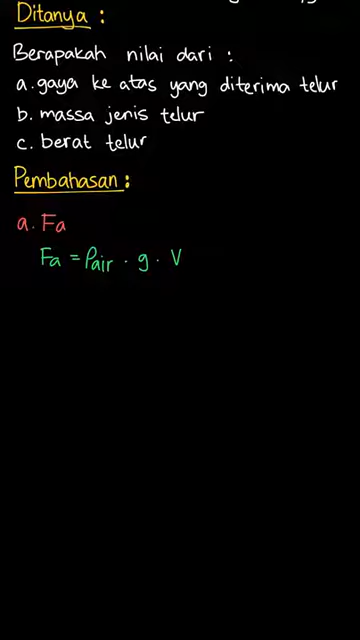 Ditanya :
Berapakah nilai dari :
a. gaya ke atas yang diterima telur
b. massa jenis telur
c. berat telur
Pembahasan :
a. Fa
Fa = ρair . g . V